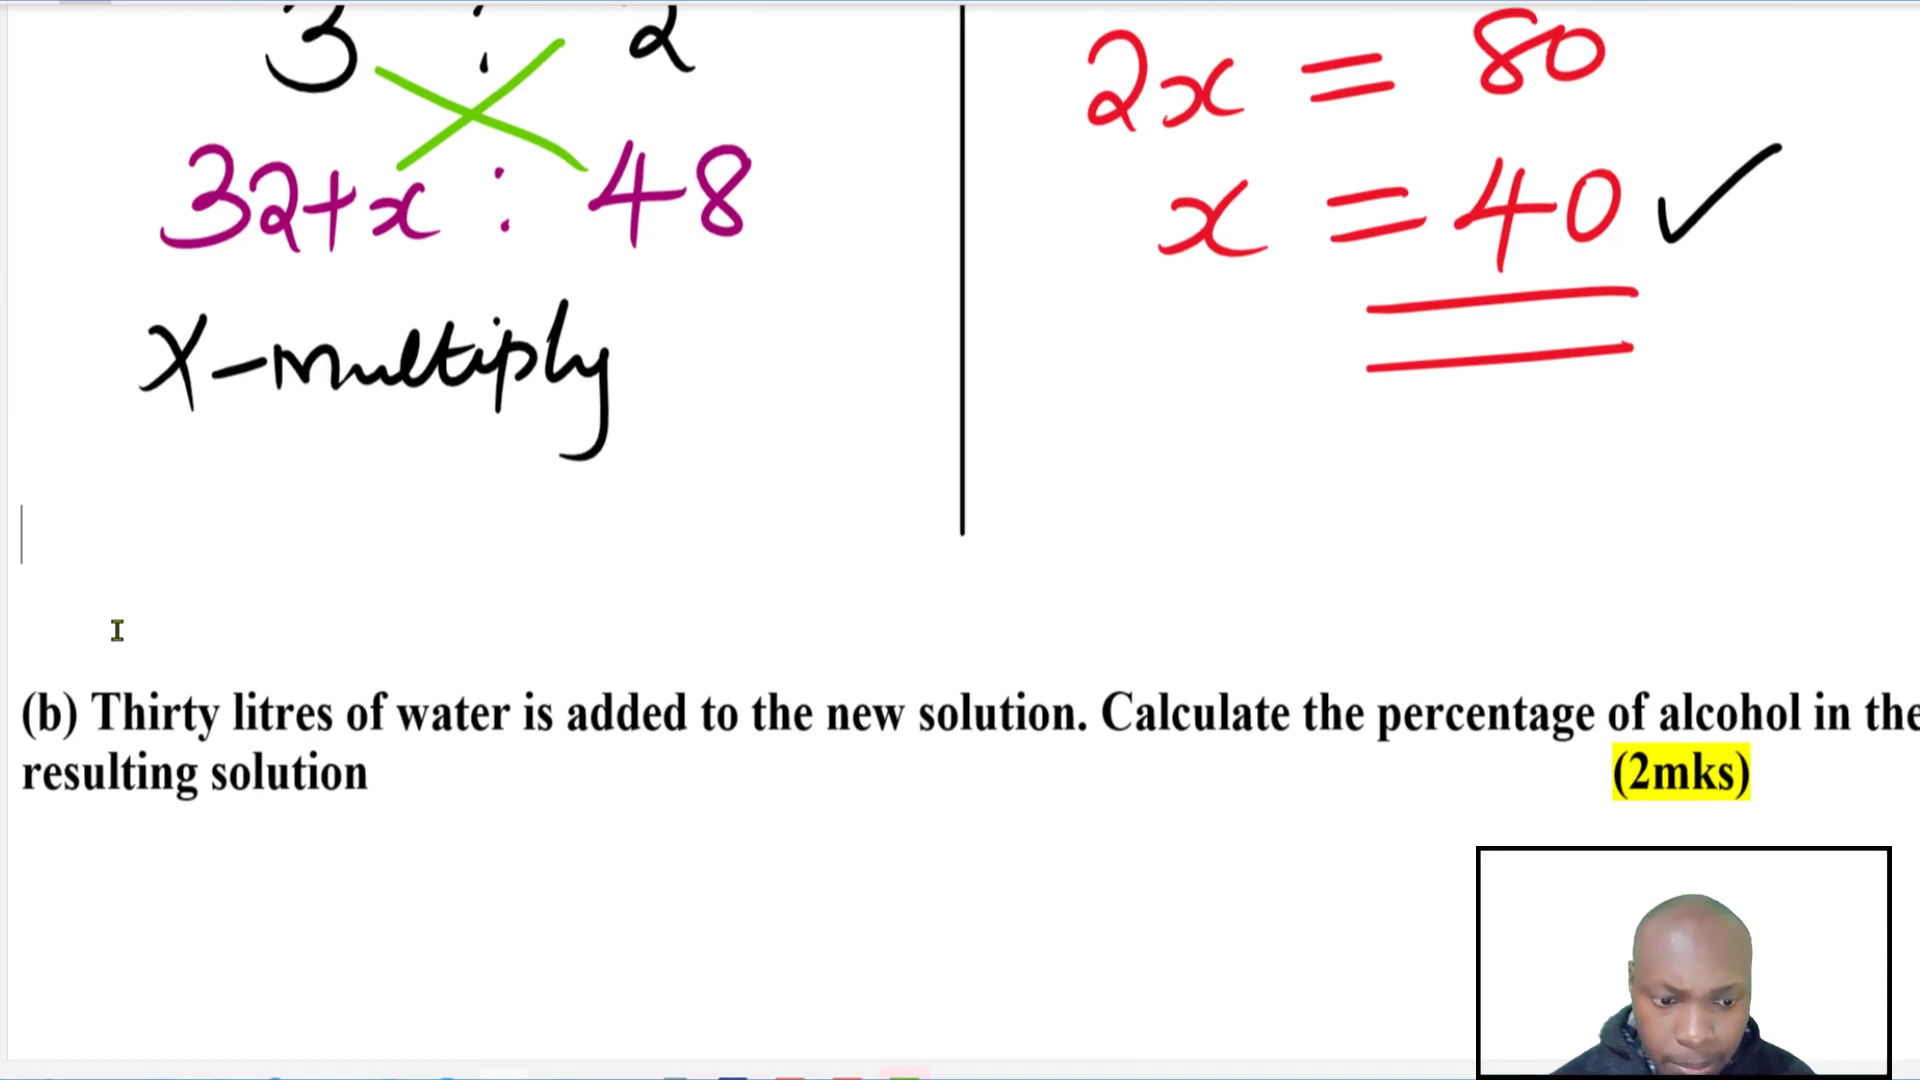 3 : 2
32+x : 48
X-multiply
2x = 80
x = 40 ✓
(b) Thirty litres of water is added to the new solution. Calculate the percentage of alcohol in the
resulting solution (2mks)